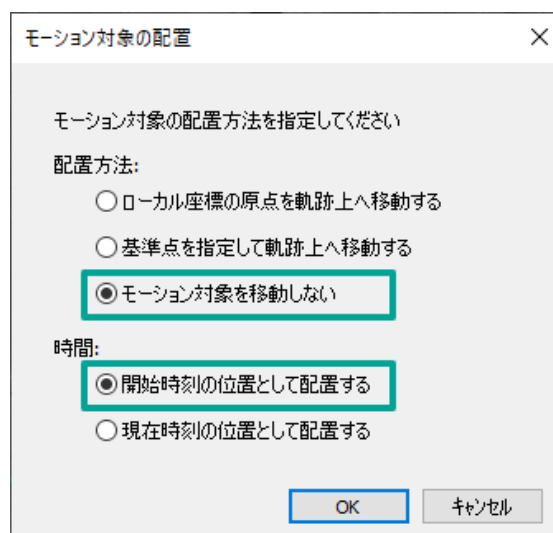 モーション対象の配置
モーション対象の配置方法を指定してください
配置方法:
ローカル座標の原点を軌跡上へ移動する
基準点を指定して軌跡上へ移動する
モーション対象を移動しない
時間:
開始時刻の位置として配置する
現在時刻の位置として配置する
OK キャンセル